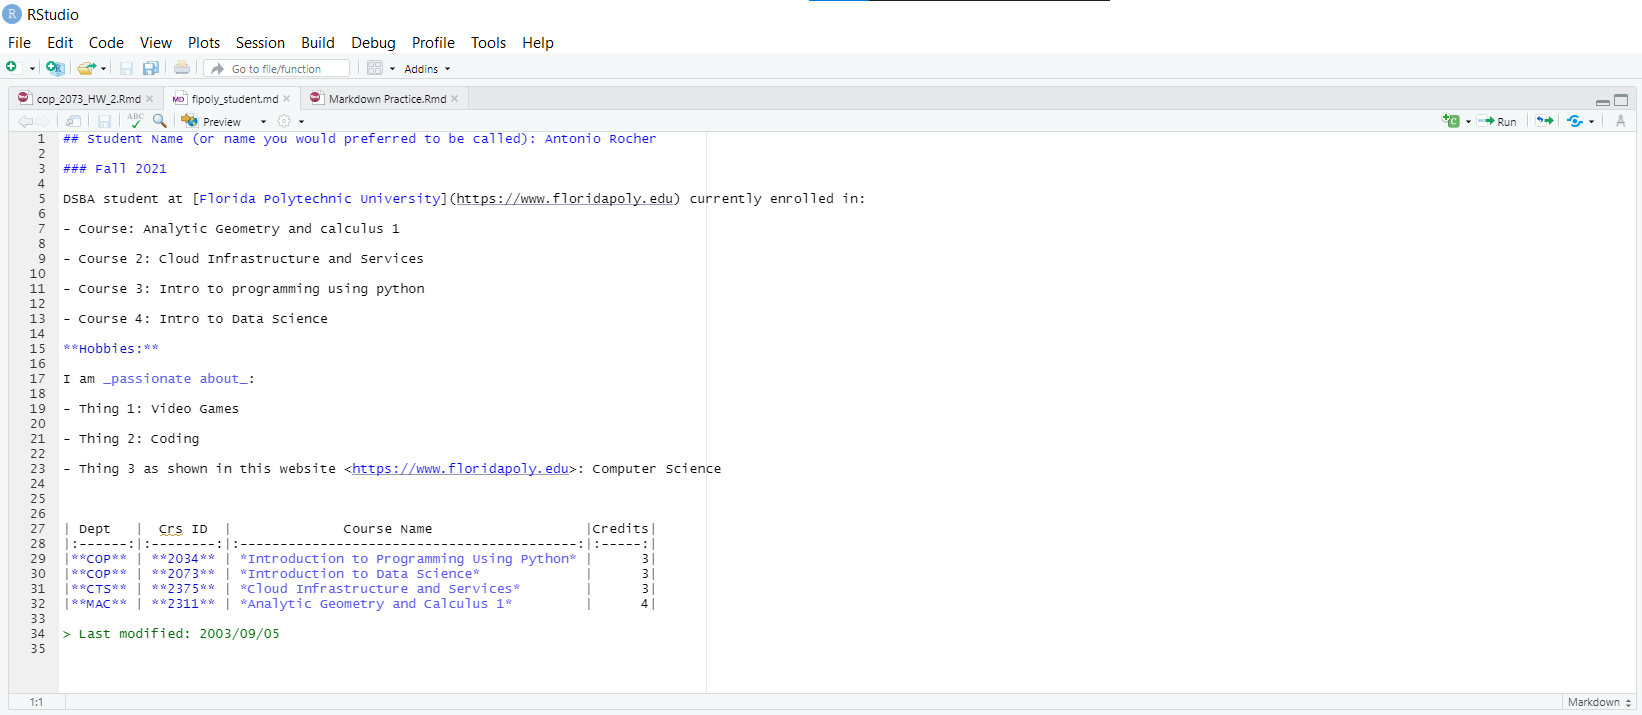 RStudio
File Edit Code View Plots Session Build Debug Profile Tools Help
Go to file/function Addins
cop_2073_HW_2.Rmd flpoly_student.md Markdown Practice.Rmd
ABC Preview Run
1 ## Student Name (or name you would preferred to be called): Antonio Rocher
2
3 ### Fall 2021
4
5 DSBA student at [Florida Polytechnic University](https://www.floridapoly.edu) currently enrolled in:
6
7 - Course: Analytic Geometry and calculus 1
8
9 - Course 2: Cloud Infrastructure and Services
10
11 - Course 3: Intro to programming using python
12
13 - Course 4: Intro to Data Science
14
15 **Hobbies:**
16
17 I am _passionate about_:
18
19 - Thing 1: Video Games
20
21 - Thing 2: Coding
22
23 - Thing 3 as shown in this website <https://www.floridapoly.edu>: Computer Science
24
25
26
27 | Dept   |  Crs ID  |              Course Name                   |Credits|
28 |:------:|:--------:|:------------------------------------------:|:-----:|
29 |**COP** | **2034** | *Introduction to Programming Using Python* |      3|
30 |**COP** | **2073** | *Introduction to Data Science*             |      3|
31 |**CTS** | **2375** | *Cloud Infrastructure and Services*        |      3|
32 |**MAC** | **2311** | *Analytic Geometry and Calculus 1*         |      4|
33
34 > Last modified: 2003/09/05
35
1:1 Markdown